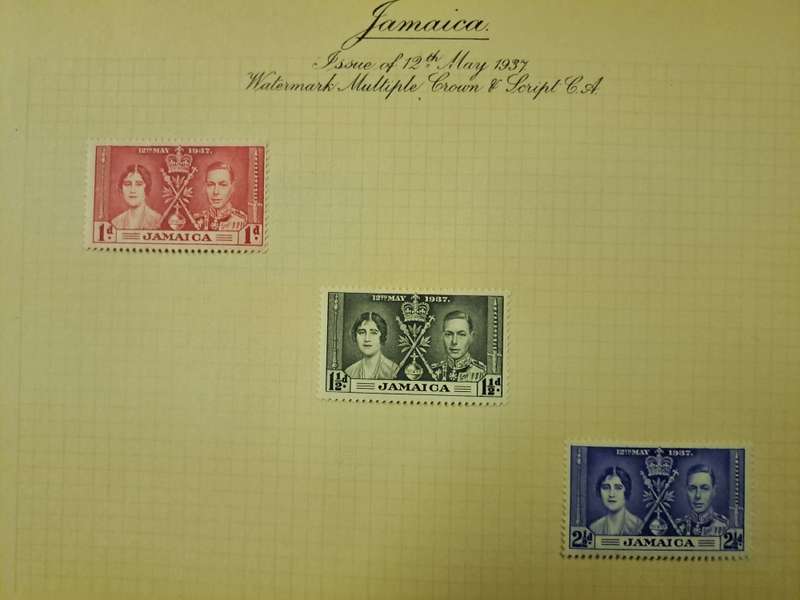 Jamaica.
Issue of 12th May 1937
Watermark Multiple Crown & Script C.A.
12TH MAY 1937.
1d. JAMAICA 1d.
12TH MAY 1937.
1½d. JAMAICA 1½d.
12TH MAY 1937.
2½d. JAMAICA 2½d.